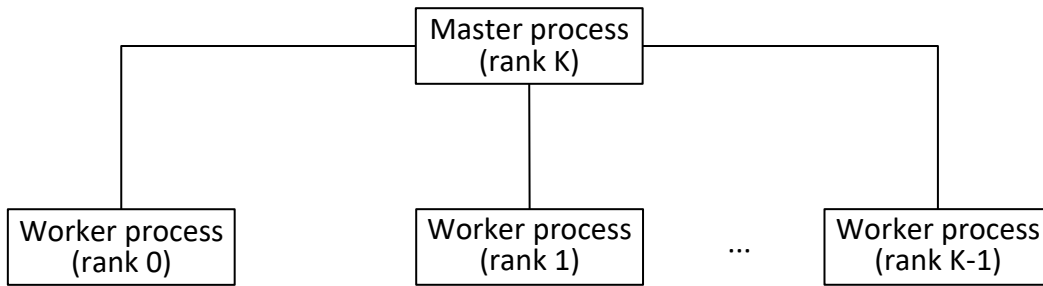 Master process
(rank K)
Worker process
(rank 0)
Worker process
(rank 1)
...
Worker process
(rank K-1)